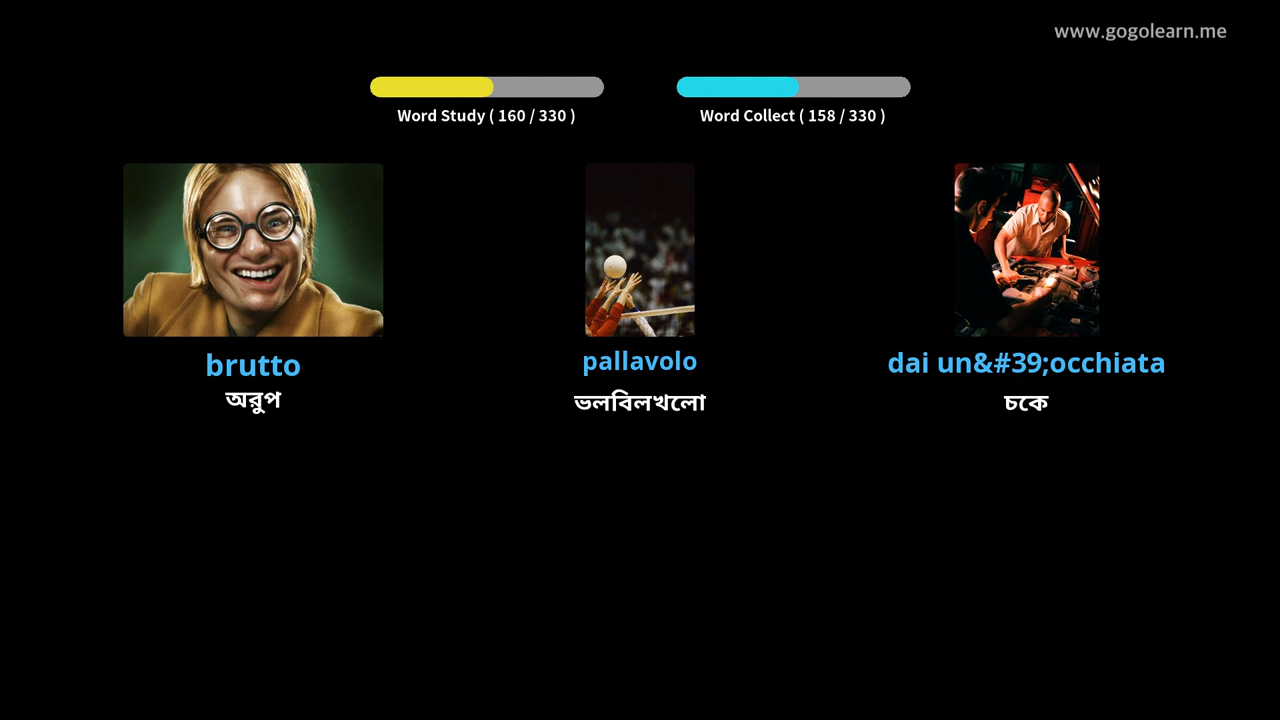 www.gogolearn.me
Word Study ( 160 / 330 )
Word Collect ( 158 / 330 )
brutto
pallavolo
dai un&#39;occhiata
অরুপ
ভলবিলখলো
চকে